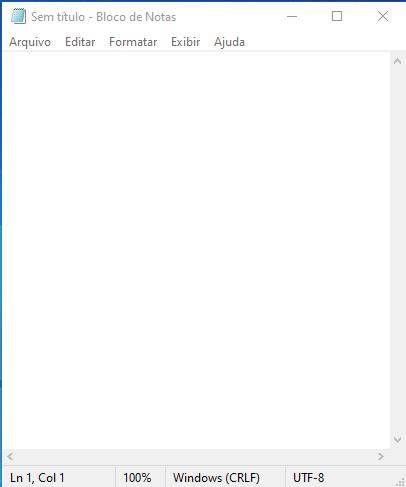 Sem título - Bloco de Notas
Arquivo Editar Formatar Exibir Ajuda
Ln 1, Col 1 100% Windows (CRLF) UTF-8